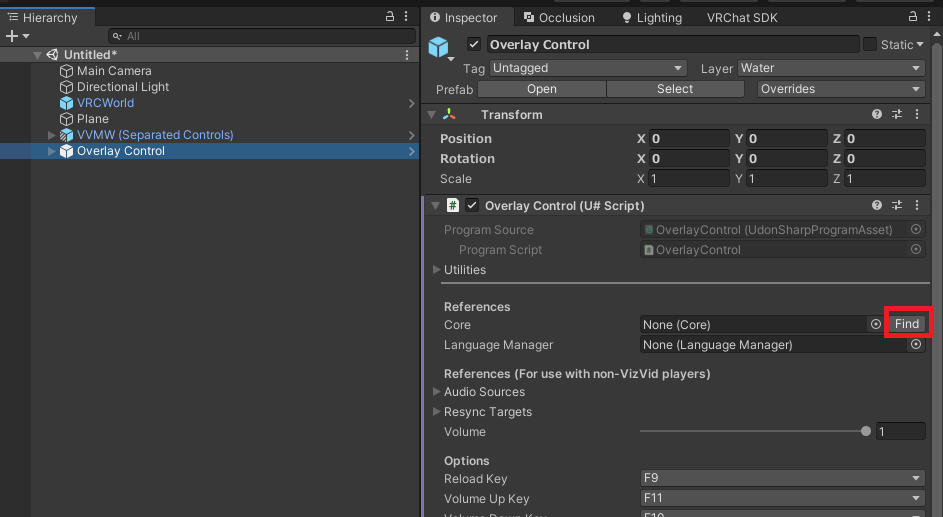 Hierarchy
All
Untitled*
Main Camera
Directional Light
VRCWorld
Plane
VVMW (Separated Controls)
Overlay Control
Inspector Occlusion Lighting VRChat SDK
Overlay Control Static
Tag Untagged Layer Water
Prefab Open Select Overrides
Transform
Position X 0 Y 0 Z 0
Rotation X 0 Y 0 Z 0
Scale X 1 Y 1 Z 1
# Overlay Control (U# Script)
Program Source OverlayControl (UdonSharpProgramAsset)
Program Script OverlayControl
Utilities
References
Core None (Core) Find
Language Manager None (Language Manager)
References (For use with non-VizVid players)
Audio Sources
Resync Targets
Volume 1
Options
Reload Key F9
Volume Up Key F11
Volume Down Key F10